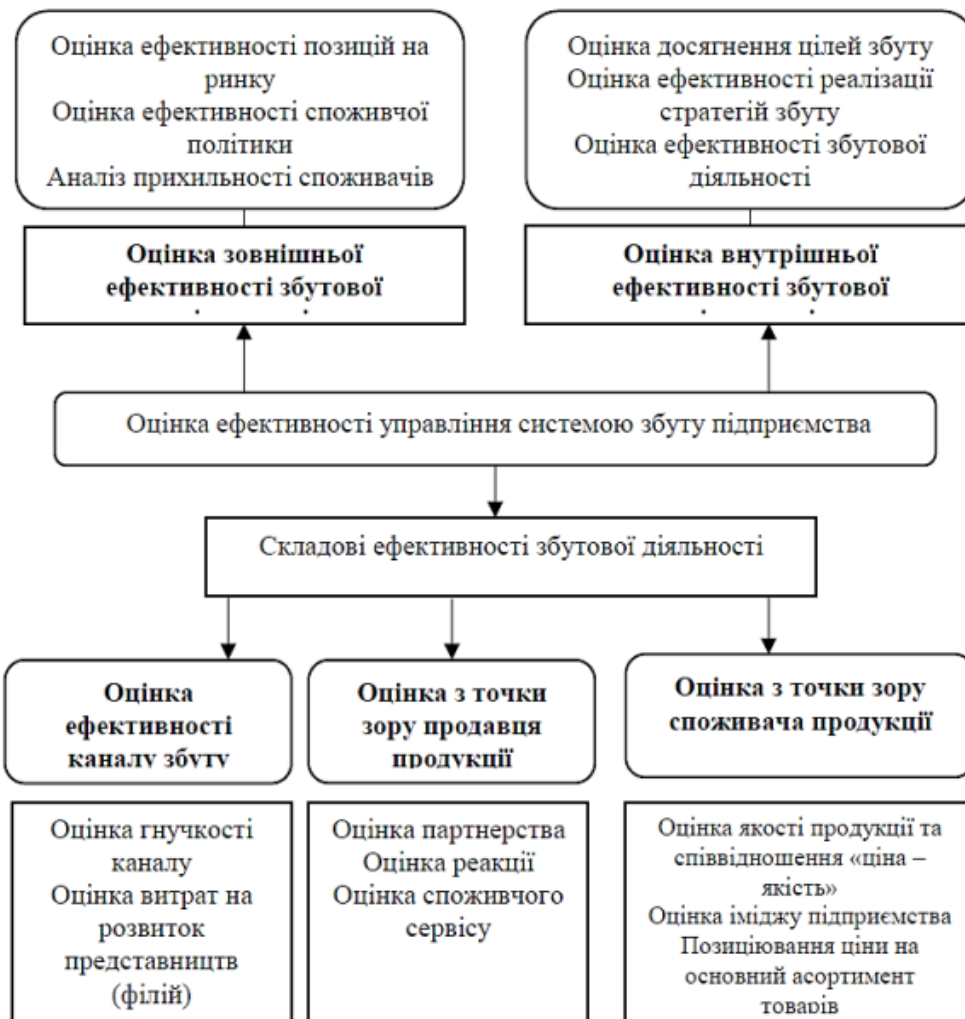 Оцінка ефективності позицій на
ринку
Оцінка ефективності споживчої
політики
Аналіз прихильності споживачів
Оцінка досягнення цілей збуту
Оцінка ефективності реалізації
стратегій збуту
Оцінка ефективності збутової
діяльності
Оцінка зовнішньої
ефективності збутової
Оцінка внутрішньої
ефективності збутової
Оцінка ефективності управління системою збуту підприємства
Складові ефективності збутової діяльності
Оцінка
ефективності
каналу збуту
Оцінка з точки
зору продавця
продукції
Оцінка з точки зору
споживача продукції
Оцінка гнучкості
каналу
Оцінка витрат на
розвиток
представництв
(філій)
Оцінка партнерства
Оцінка реакції
Оцінка споживчого
сервісу
Оцінка якості продукції та
співвідношення «ціна –
якість»
Оцінка іміджу підприємства
Позиціювання ціни на
основний асортимент
товарів